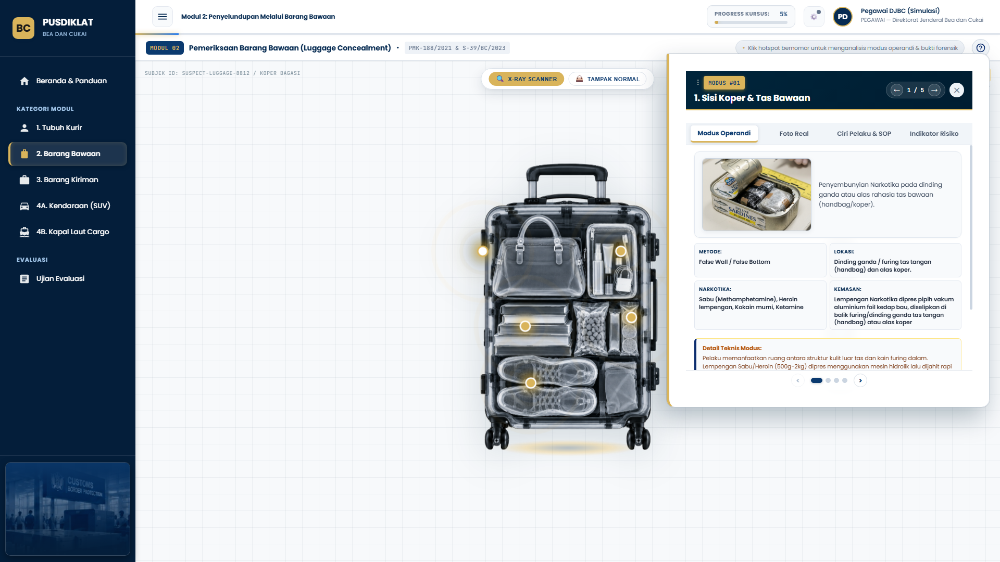 BC
PUSDIKLAT
BEA DAN CUKAI
Beranda & Panduan
KATEGORI MODUL
1. Tubuh Kurir
2. Barang Bawaan
3. Barang Kiriman
4A. Kendaraan (SUV)
4B. Kapal Laut Cargo
EVALUASI
Ujian Evaluasi
CUSTOMS
BORDER PROTECTION
Modul 2: Penyelundupan Melalui Barang Bawaan
PROGRESS KURSUS: 5%
PD
Pegawai DJBC (Simulasi)
PEGAWAI — Direktorat Jenderal Bea dan Cukai
MODUL 02
Pemeriksaan Barang Bawaan (Luggage Concealment) •
PMK-188/2021 & S-39/BC/2023
• Klik hotspot bernomor untuk menganalisis modus operandi & bukti forensik
SUBJEK ID: SUSPECT-LUGGAGE-8812 / KOPER BAGASI
X-RAY SCANNER
TAMPAK NORMAL
MODUS #01
1. Sisi Koper & Tas Bawaan
← 1 / 5 →
Modus Operandi
Foto Real
Ciri Pelaku & SOP
Indikator Risiko
DELUXE
SARDINES
Penyembunyian Narkotika pada dinding
ganda atau alas rahasia tas bawaan
(handbag/koper).
METODE:
False Wall / False Bottom
LOKASI:
Dinding ganda / furing tas tangan
(handbag) dan alas koper.
NARKOTIKA:
Sabu (Methamphetamine), Heroin
lempengan, Kokain murni, Ketamine
KEMASAN:
Lempengan Narkotika dipres pipih vakum
aluminium foil kedap bau, diselipkan di
balik furing/dinding ganda tas tangan
(handbag) atau alas koper
Detail Teknis Modus:
Pelaku memanfaatkan ruang antara struktur kulit luar tas dan kain furing dalam.
Lempengan Sabu/Heroin (500g-2kg) dipres menggunakan mesin hidrolik lalu dijahit rapi